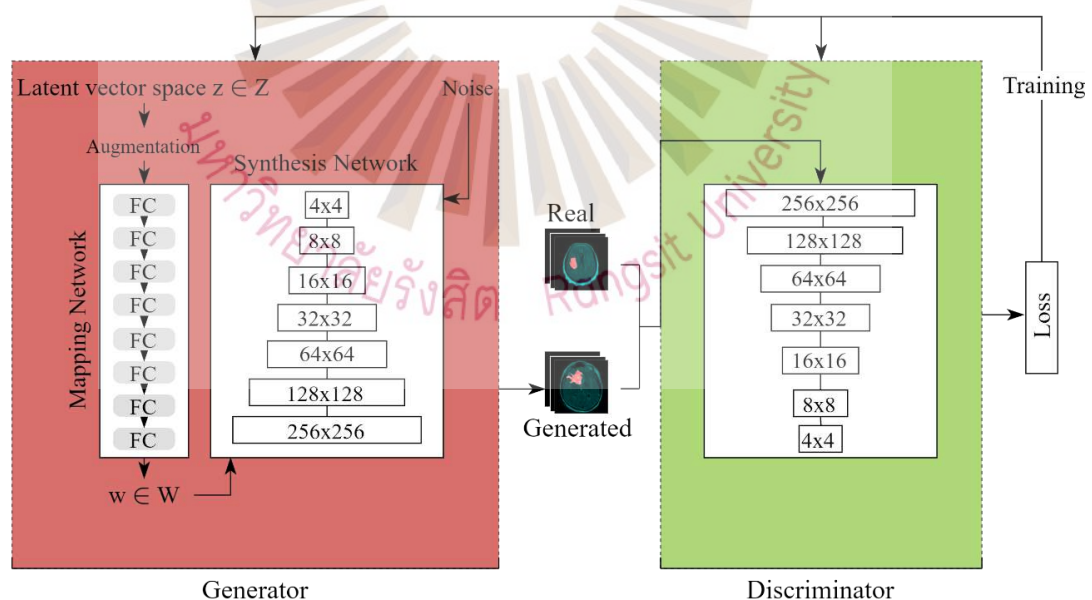 Training
Latent vector space z ∈ Z
Noise
Augmentation
Synthesis Network
Mapping Network
FC
FC
FC
FC
FC
FC
FC
FC
w ∈ W
4x4
8x8
16x16
32x32
64x64
128x128
256x256
Real
Generated
256x256
128x128
64x64
32x32
16x16
8x8
4x4
Loss
Generator
Discriminator
มหาวิทยาลัยรังสิต Rangsit University